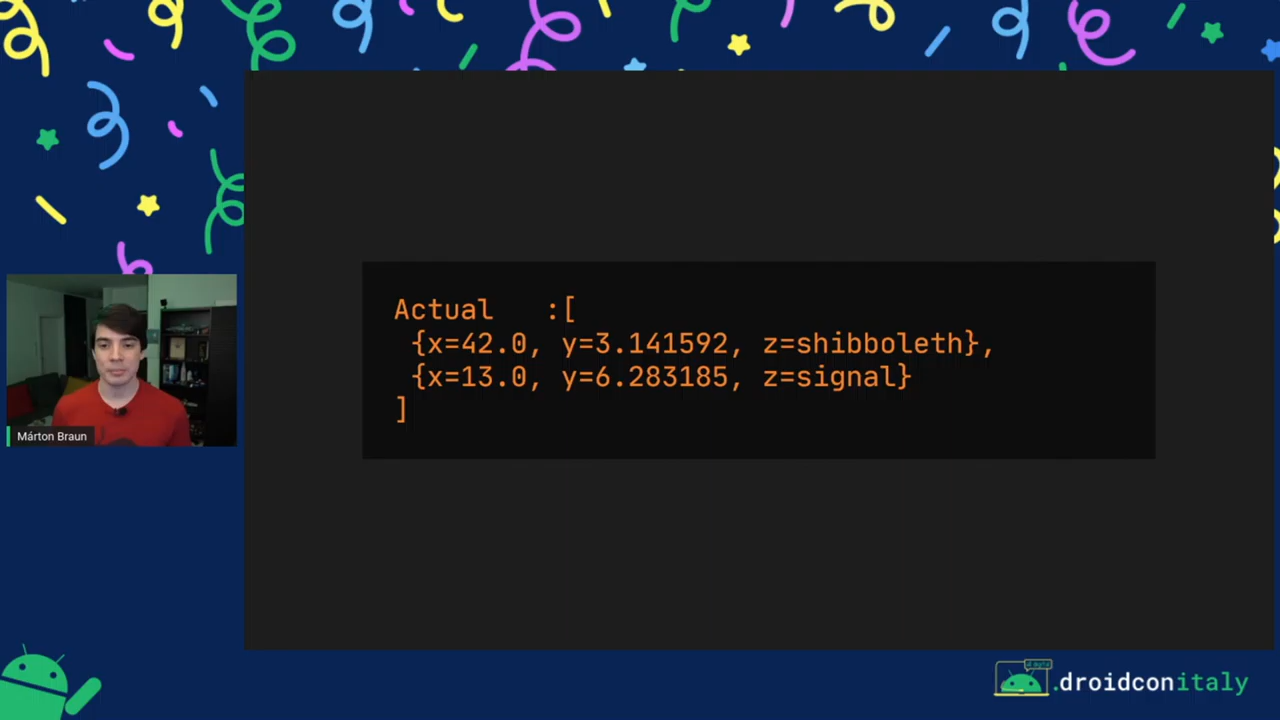 Actual   :[
{x=42.0, y=3.141592, z=shibboleth},
{x=13.0, y=6.283185, z=signal}
]
Márton Braun
.droidconitaly